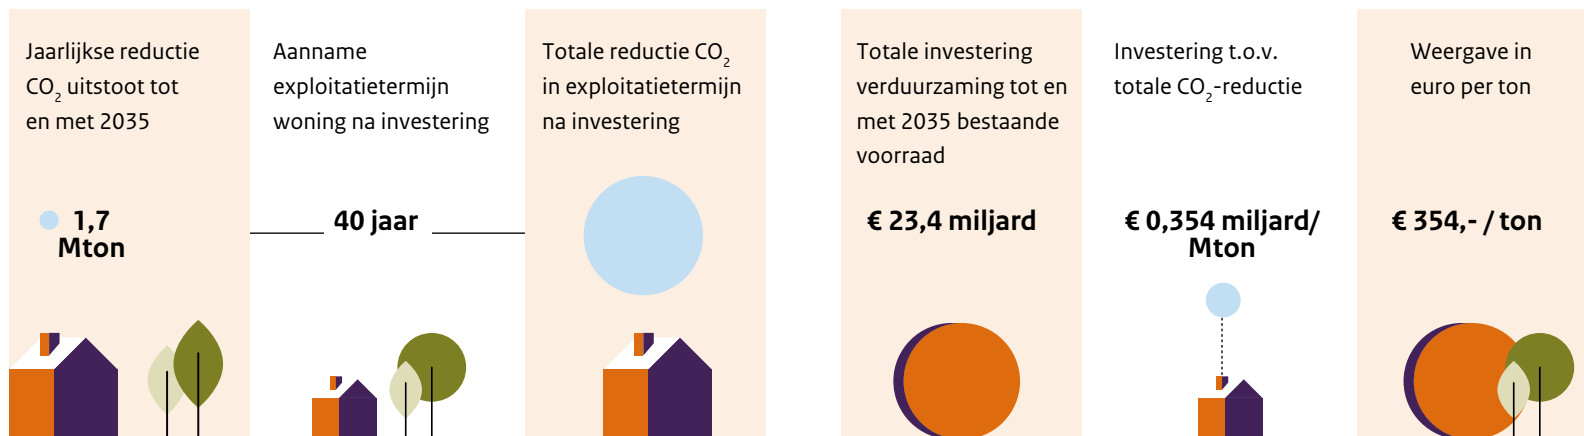 Jaarlijkse reductie
CO₂ uitstoot tot
en met 2035
1,7
Mton
Aanname
exploitatietermijn
woning na investering
40 jaar
Totale reductie CO₂
in exploitatietermijn
na investering
Totale investering
verduurzaming tot en
met 2035 bestaande
voorraad
€ 23,4 miljard
Investering t.o.v.
totale CO₂-reductie
€ 0,354 miljard/
Mton
Weergave in
euro per ton
€ 354,- / ton